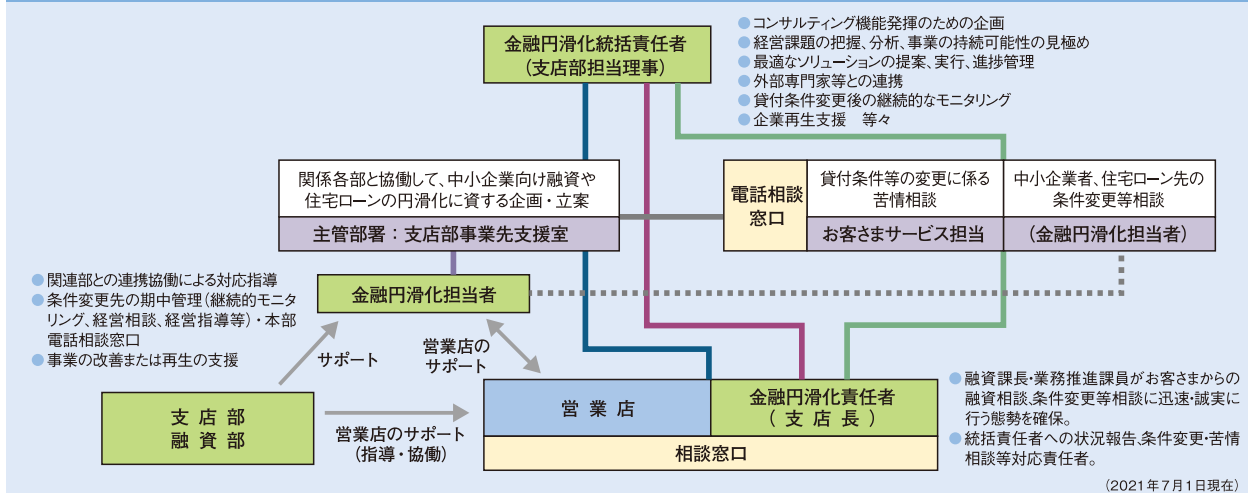 金融円滑化統括責任者
(支店部担当理事)
●コンサルティング機能発揮のための企画
●経営課題の把握、分析、事業の持続可能性の見極め
●最適なソリューションの提案、実行、進捗管理
●外部専門家等との連携
●貸付条件変更後の継続的なモニタリング
●企業再生支援　等々
関係各部と協働して、中小企業向け融資や
住宅ローンの円滑化に資する企画・立案
主管部署：支店部事業先支援室
電話相談
窓口
貸付条件等の変更に係る
苦情相談
お客さまサービス担当
中小企業者、住宅ローン先の
条件変更等相談
(金融円滑化担当者)
●関連部との連携協働による対応指導
●条件変更先の期中管理(継続的モニタ
リング、経営相談、経営指導等)・本部
電話相談窓口
●事業の改善または再生の支援
金融円滑化担当者
サポート
営業店の
サポート
支店部
融資部
営業店のサポート
(指導・協働)
営業店
金融円滑化責任者
(支店長)
相談窓口
●融資課長・業務推進課員がお客さまからの
融資相談、条件変更等相談に迅速・誠実に
行う態勢を確保。
●統括責任者への状況報告、条件変更・苦情
相談等対応責任者。
(2021年7月1日現在)